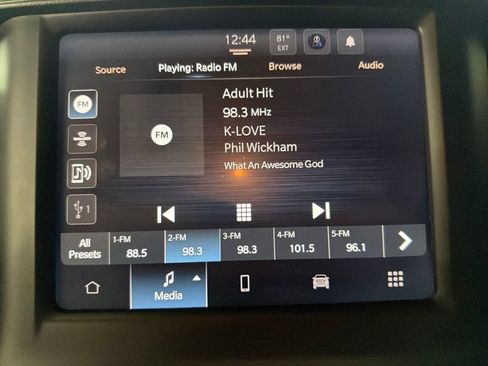 12:44
81°
EXT
Source
Playing: Radio FM
Browse
Audio
FM
FM
Adult Hit
98.3 MHz
K-LOVE
Phil Wickham
What An Awesome God
1
All
Presets
1-FM
88.5
2-FM
98.3
3-FM
98.3
4-FM
101.5
5-FM
96.1
Media